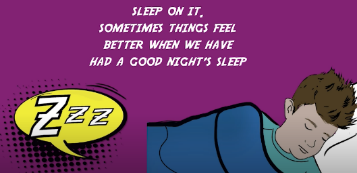 SLEEP ON IT,
SOMETIMES THINGS FEEL
BETTER WHEN WE HAVE
HAD A GOOD NIGHT'S SLEEP
ZZZ